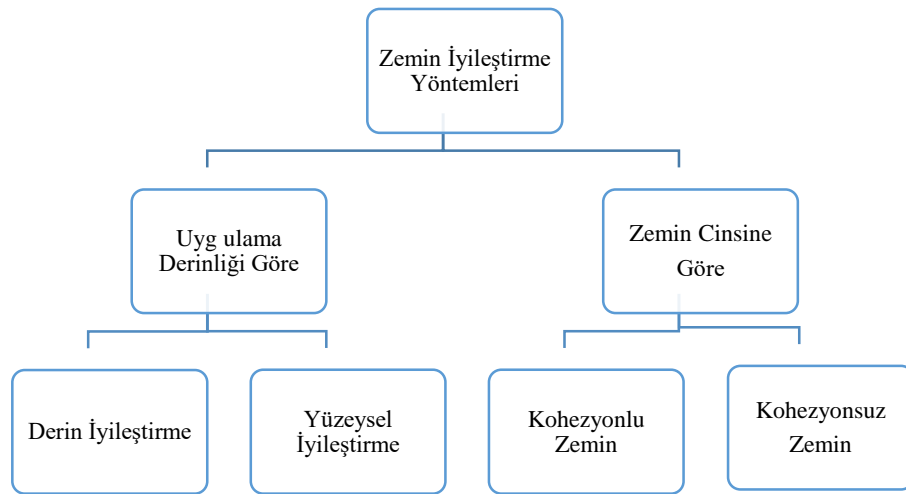 Zemin İyileştirme
Yöntemleri
Uyg ulama
Derinliği Göre
Zemin Cinsine
Göre
Derin İyileştirme
Yüzeysel
İyileştirme
Kohezyonlu
Zemin
Kohezyonsuz
Zemin